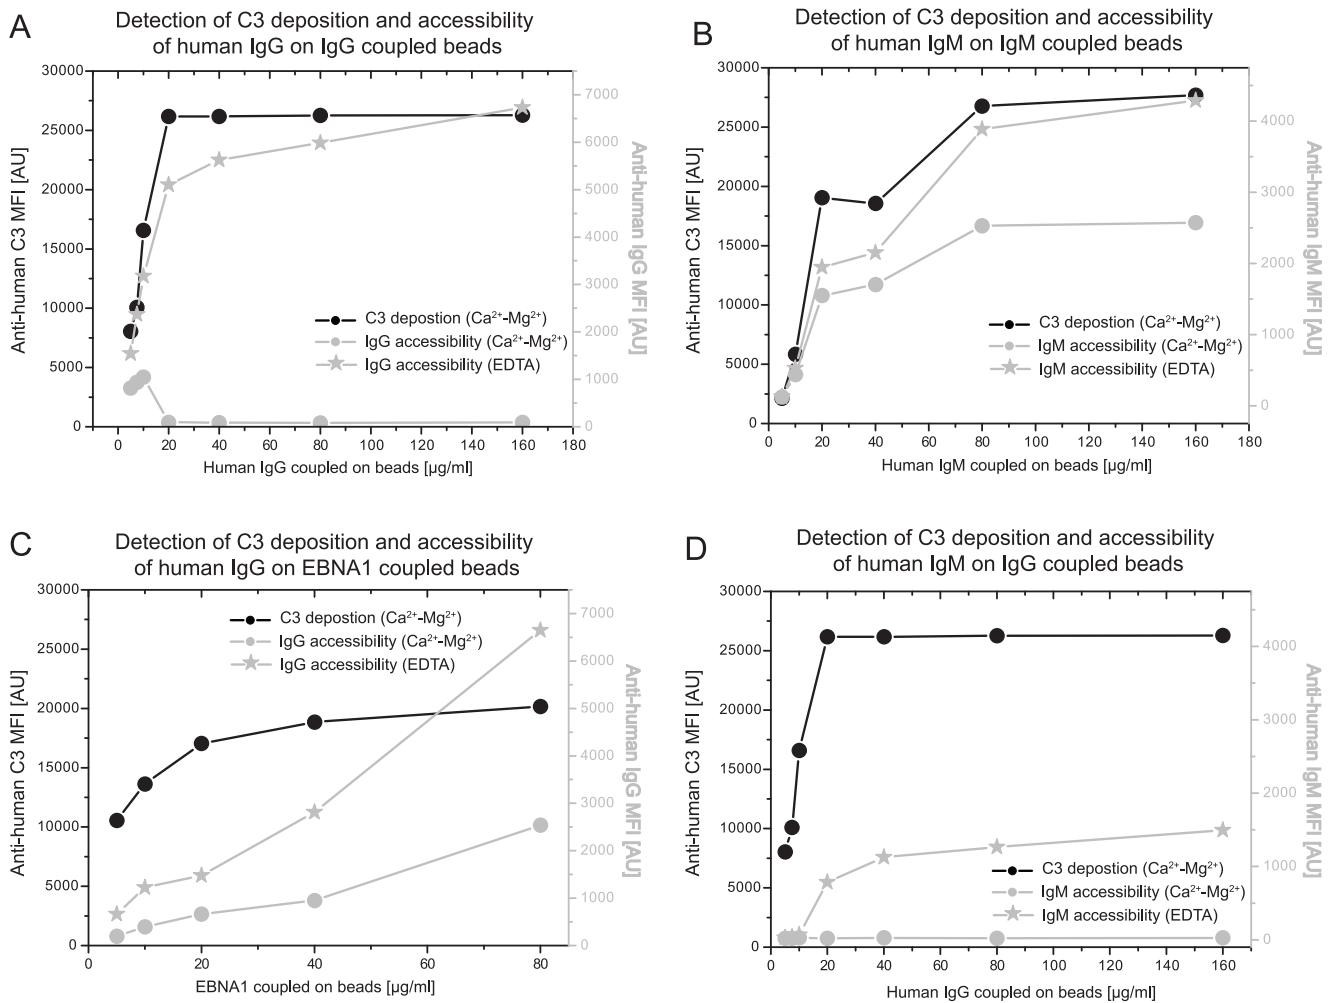 A
Detection of C3 deposition and accessibility
of human IgG on IgG coupled beads
30000
25000
20000
15000
10000
5000
0
Anti-human C3 MFI [AU]
7000
6000
5000
4000
3000
2000
1000
0
Anti-human IgG MFI [AU]
C3 depostion (Ca²⁺-Mg²⁺)
IgG accessibility (Ca²⁺-Mg²⁺)
IgG accessibility (EDTA)
0 20 40 60 80 100 120 140 160 180
Human IgG coupled on beads [µg/ml]
B
Detection of C3 deposition and accessibility
of human IgM on IgM coupled beads
30000
25000
20000
15000
10000
5000
0
Anti-human C3 MFI [AU]
4000
3000
2000
1000
0
Anti-human IgM MFI [AU]
C3 depostion (Ca²⁺-Mg²⁺)
IgM accessibility (Ca²⁺-Mg²⁺)
IgM accessibility (EDTA)
0 20 40 60 80 100 120 140 160 180
Human IgM coupled on beads [µg/ml]
C
Detection of C3 deposition and accessibility
of human IgG on EBNA1 coupled beads
30000
25000
20000
15000
10000
5000
0
Anti-human C3 MFI [AU]
7000
6000
5000
4000
3000
2000
1000
0
Anti-human IgG MFI [AU]
C3 depostion (Ca²⁺-Mg²⁺)
IgG accessibility (Ca²⁺-Mg²⁺)
IgG accessibility (EDTA)
0 20 40 60 80
EBNA1 coupled on beads [µg/ml]
D
Detection of C3 deposition and accessibility
of human IgM on IgG coupled beads
30000
25000
20000
15000
10000
5000
0
Anti-human C3 MFI [AU]
4000
3000
2000
1000
0
Anti-human IgM MFI [AU]
C3 depostion (Ca²⁺-Mg²⁺)
IgM accessibility (Ca²⁺-Mg²⁺)
IgM accessibility (EDTA)
0 20 40 60 80 100 120 140 160
Human IgG coupled on beads [µg/ml]